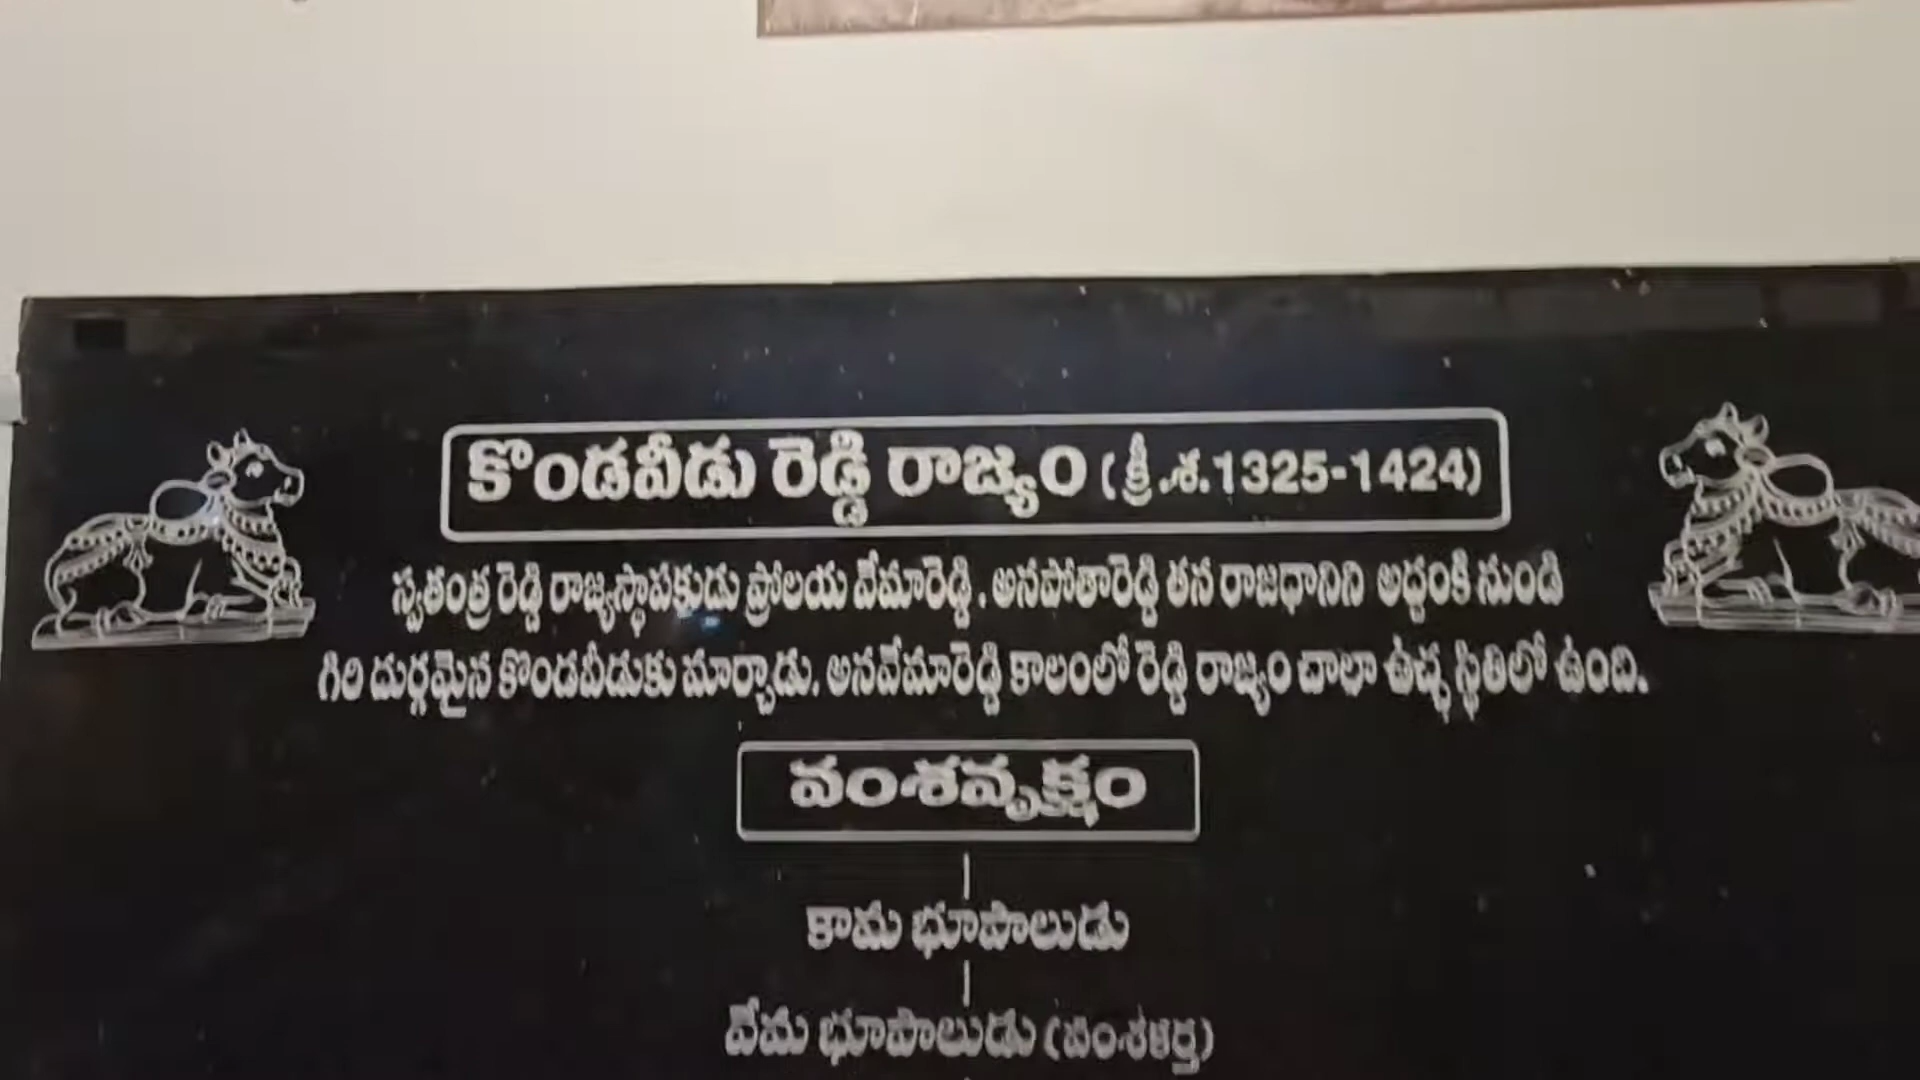 కొండవీడు రెడ్డి రాజ్యం (క్రీ.శ.1325-1424)
స్వతంత్ర రెడ్డి రాజ్యస్థాపకుడు ప్రోలయ వేమారెడ్డి. అనపోతారెడ్డి తన రాజధానిని అద్దంకి నుండి
గిరి దుర్గమైన కొండవీడుకు మార్చాడు. అనవేమారెడ్డి కాలంలో రెడ్డి రాజ్యం చాలా ఉచ్ఛ స్థితిలో ఉంది.
వంశవృక్షం
కామ భూపాలుడు
వేమ భూపాలుడు (వంశకర్త)